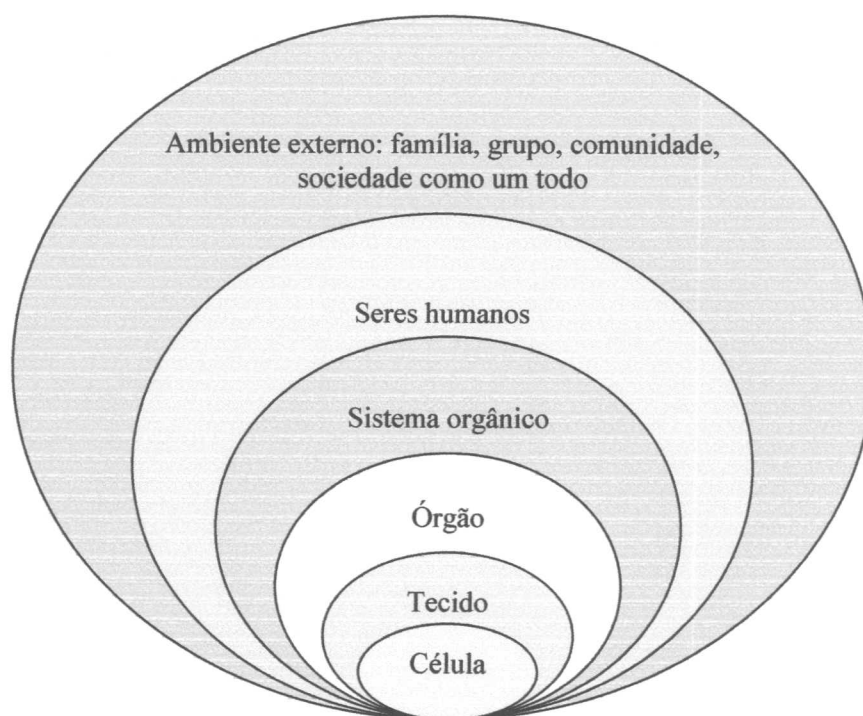 Ambiente externo: família, grupo, comunidade,
sociedade como um todo
Seres humanos
Sistema orgânico
Órgão
Tecido
Célula